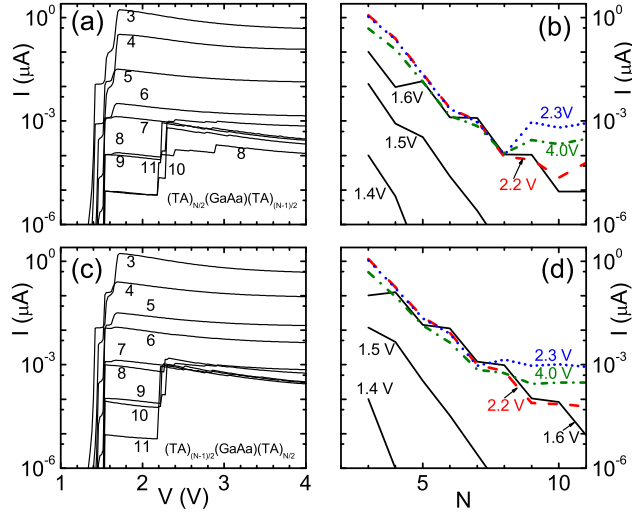 (a)
3
4
5
6
7
8
9
11
10
8
(TA)N/2(GaAa)(TA)(N-1)/2
I (μA)
10^0
10^-3
10^-6
(b)
1.6V
1.5V
1.4V
2.3V
4.0V
2.2 V
10^0
10^-3
10^-6
I (μA)
(c)
3
4
5
6
7
8
9
10
11
(TA)(N-1)/2(GaAa)(TA)N/2
I (μA)
10^0
10^-3
10^-6
1 2 3 4
V (V)
(d)
1.5 V
1.4 V
2.3 V
4.0 V
2.2 V
1.6 V
10^0
10^-3
10^-6
I (μA)
5 10
N